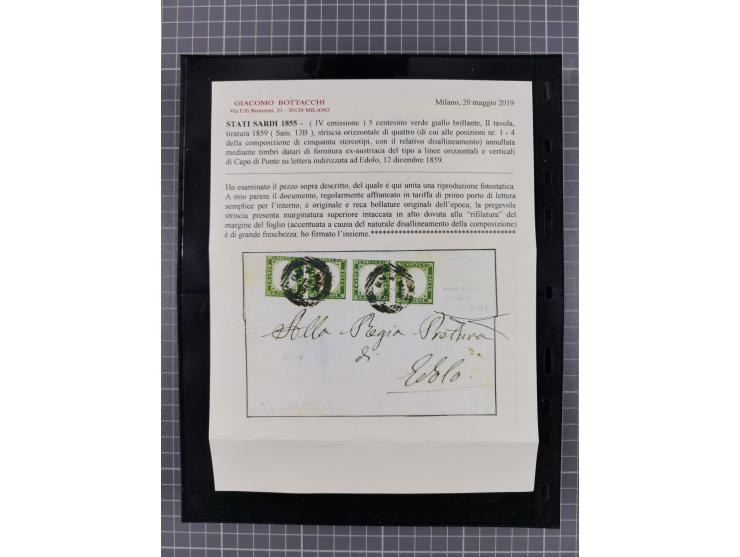 GIACOMO BOTTACCHI
Via F.lli Bronzetti, 21 - 20129 MILANO
Milano, 20 maggio 2019
STATI SARDI 1855 - ( IV emissione ) 5 centesimi verde giallo brillante, II tavola,
tiratura 1859 ( Sass. 13B ), striscia orizzontale di quattro (di cui alle posizioni nr. 1 - 4
della composizione di cinquanta stereotipi, con il relativo disallineamento) annullata
mediante timbri datari di fornitura ex-austriaca del tipo a linee orizzontali e verticali
di Capo di Ponte su lettera indirizzata ad Edolo, 12 dicembre 1859.
Ho esaminato il pezzo sopra descritto, del quale è qui unita una riproduzione fotostatica.
A mio parere il documento, regolarmente affrancato in tariffa di primo porto di lettera
semplice per l'interno, è originale e reca bollature originali dell'epoca; la pregevole
striscia presenta marginatura superiore intaccata in alto dovuta alla “rifilatura” del
margine del foglio (accentuata a causa del naturale disallineamento della composizione)
è di grande freschezza: ho firmato l'insieme.************************************
Alla Regia Pretura
di
Edolo